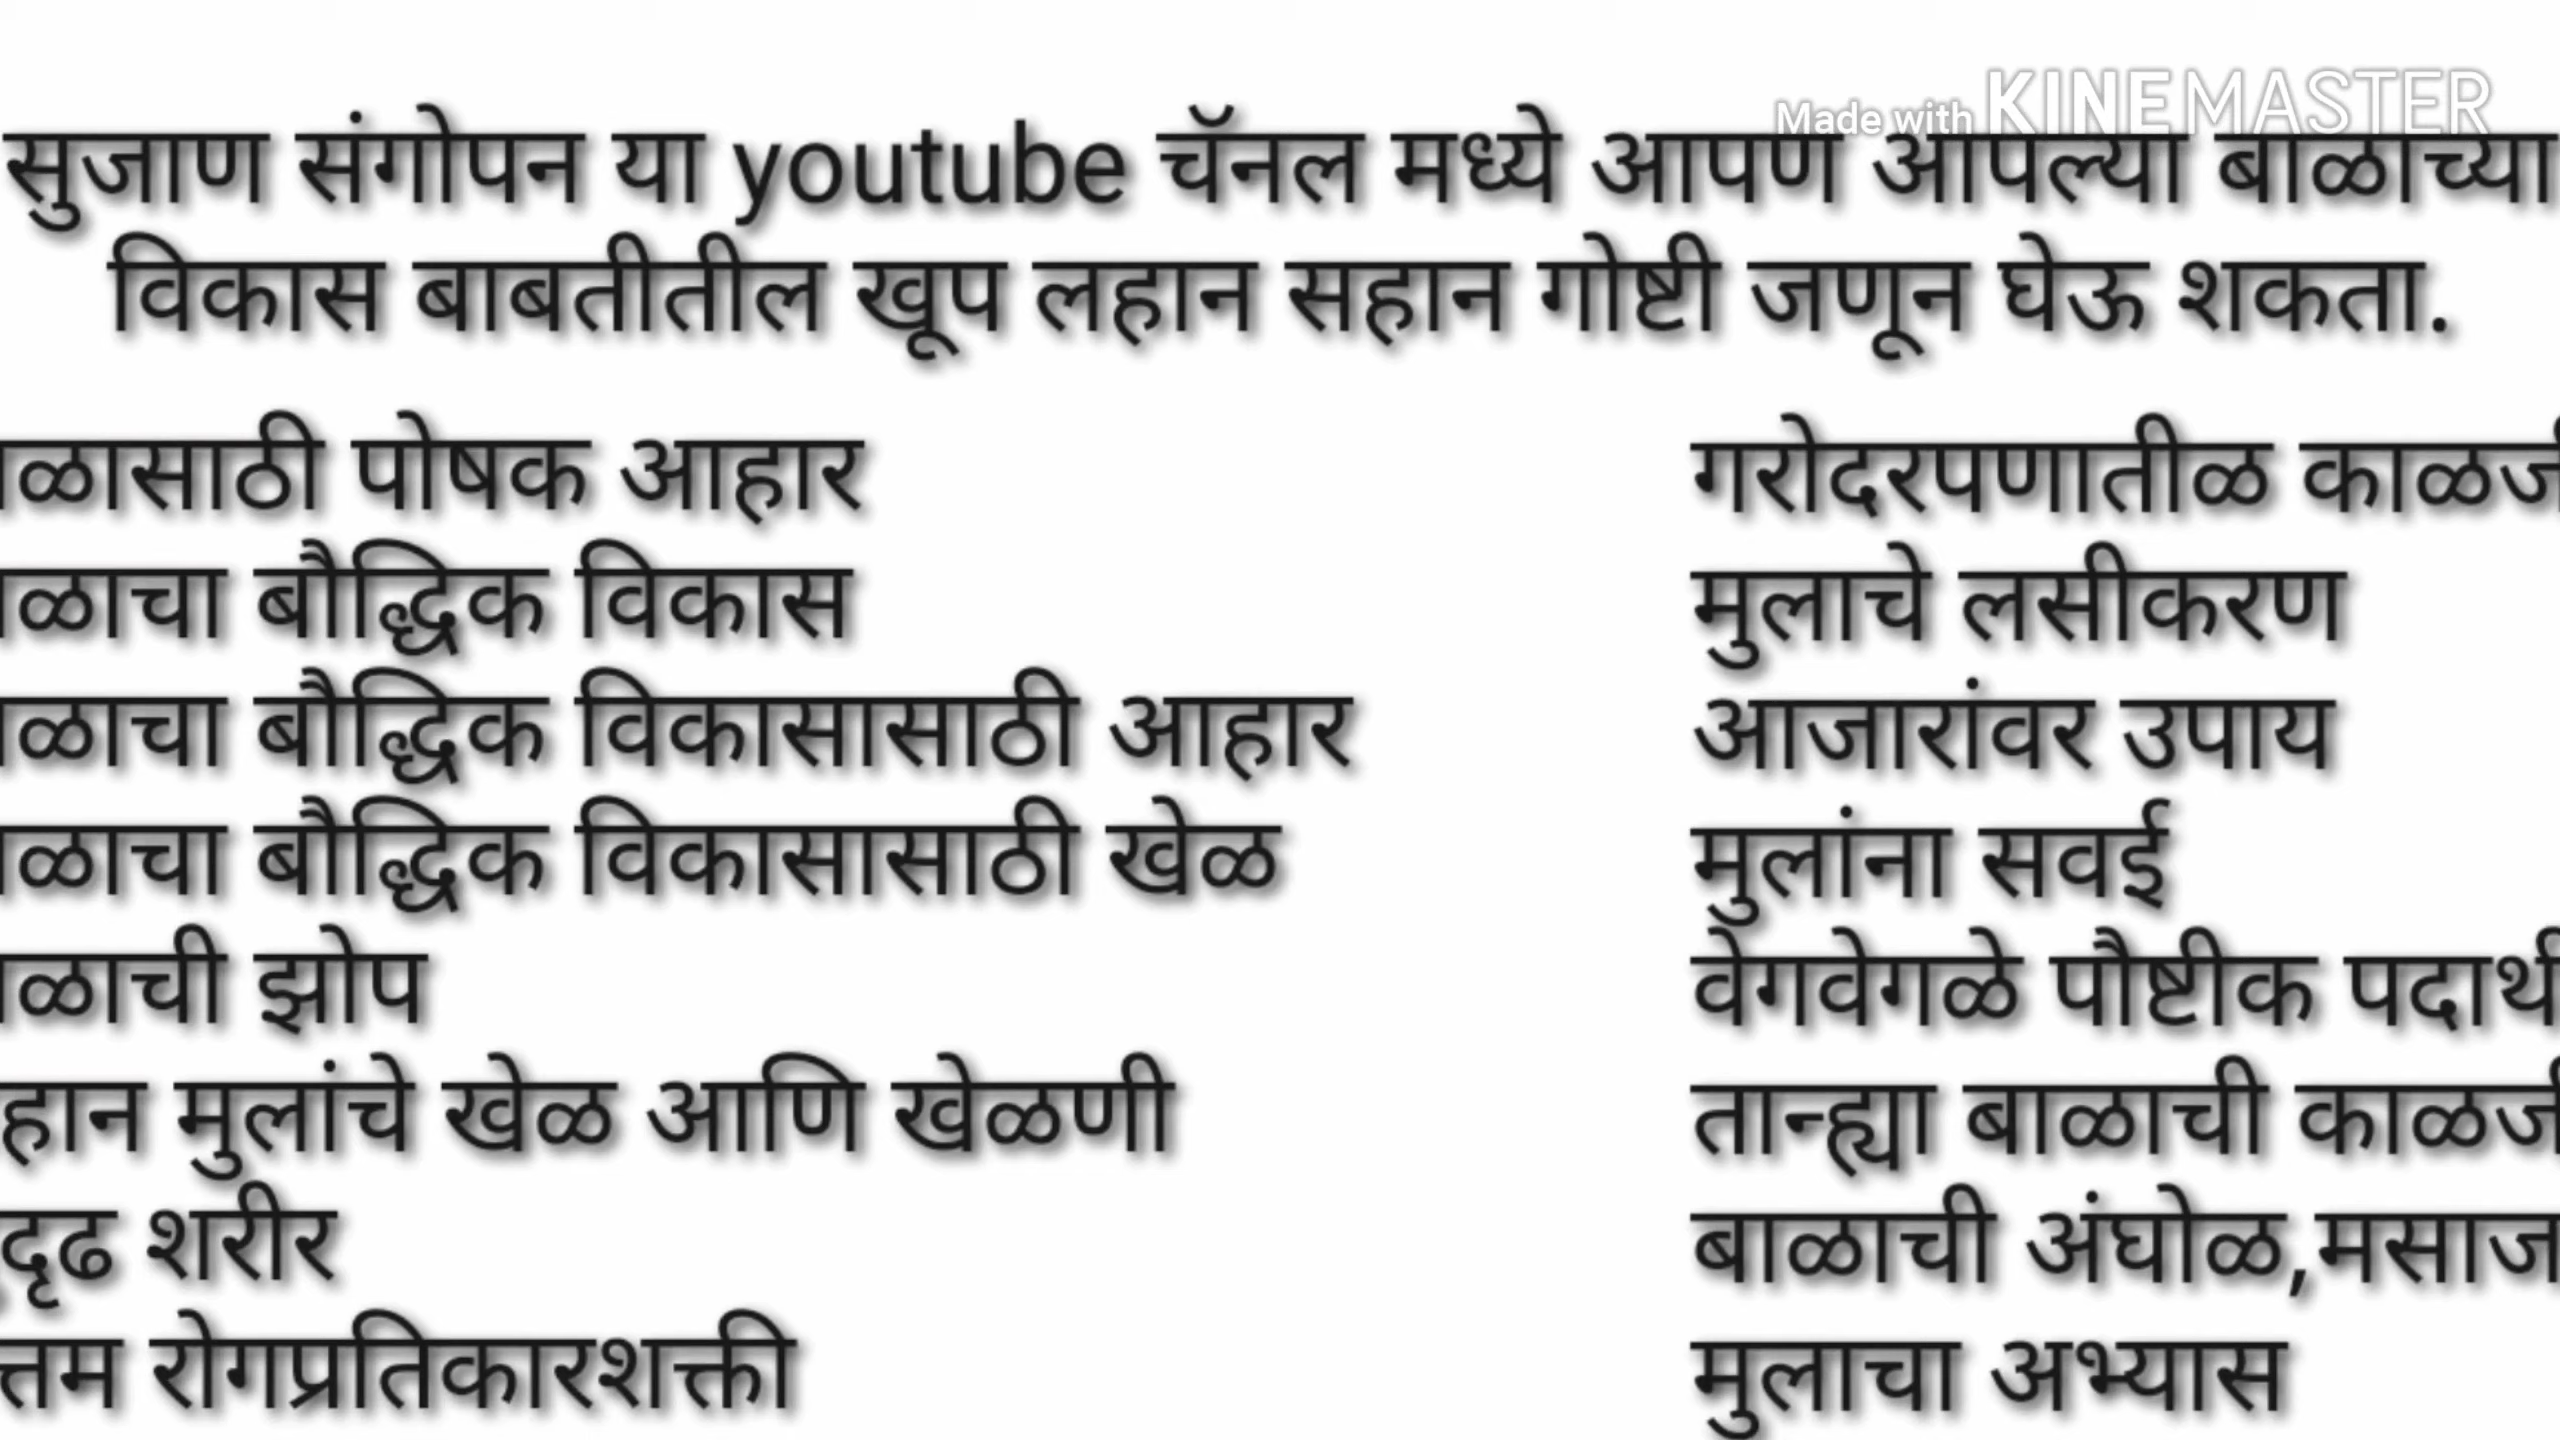 Made with KINEMASTER
सुजाण संगोपन या youtube चॅनल मध्ये आपण आपल्या बाळाच्या
विकास बाबतीतील खूप लहान सहान गोष्टी जणून घेऊ शकता.
ळासाठी पोषक आहार
ळाचा बौद्धिक विकास
ळाचा बौद्धिक विकासासाठी आहार
ळाचा बौद्धिक विकासासाठी खेळ
ळाची झोप
हान मुलांचे खेळ आणि खेळणी
दृढ शरीर
त्तम रोगप्रतिकारशक्ती
गरोदरपणातीळ काळजी
मुलाचे लसीकरण
आजारांवर उपाय
मुलांना सवई
वेगवेगळे पौष्टीक पदार्थ
तान्ह्या बाळाची काळजी
बाळाची अंघोळ,मसाज
मुलाचा अभ्यास